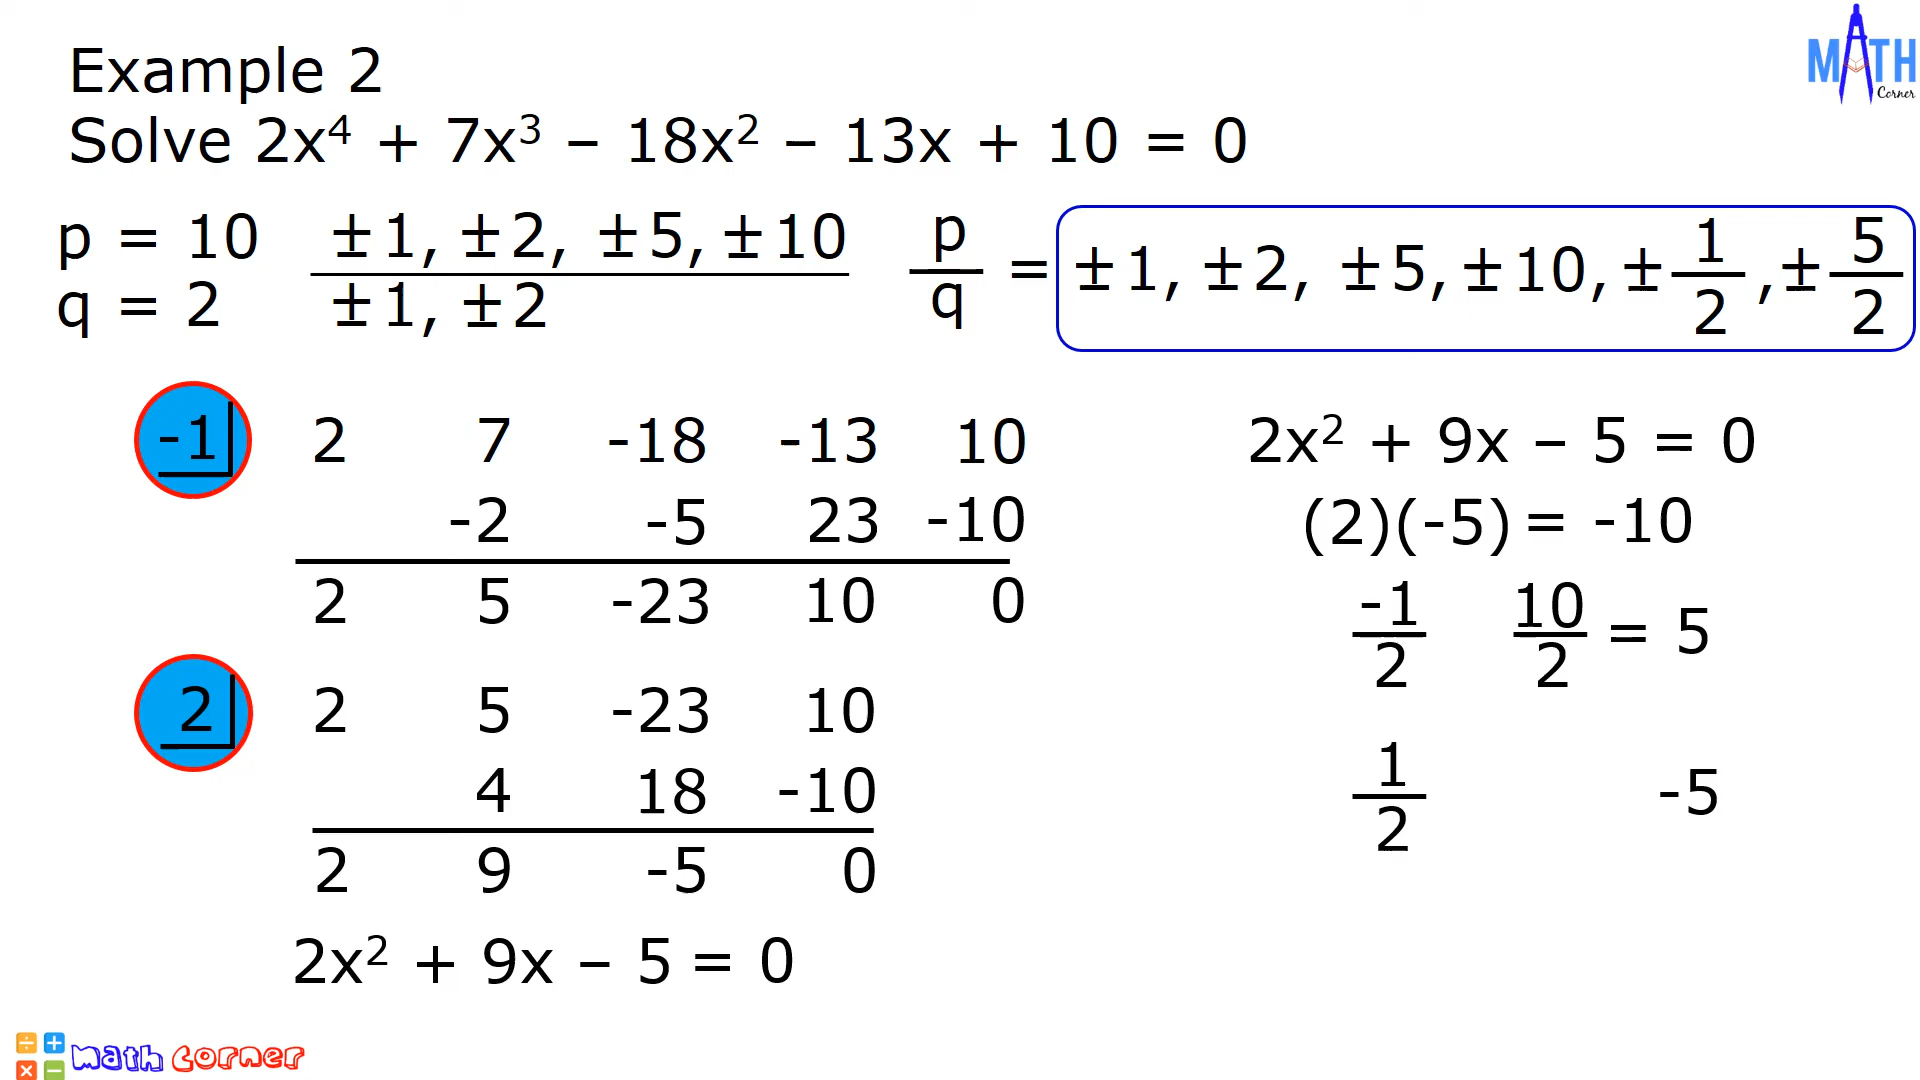 MATH
Corner
Example 2
Solve 2x⁴ + 7x³ – 18x² – 13x + 10 = 0
p = 10
q = 2
±1, ±2, ±5, ±10
±1, ±2
p
q
= ±1, ±2, ±5, ±10, ± 1/2 , ± 5/2
-1 2 7 -18 -13 10
-2 -5 23 -10
2 5 -23 10 0
2 2 5 -23 10
4 18 -10
2 9 -5 0
2x² + 9x – 5 = 0
2x² + 9x – 5 = 0
(2)(-5) = -10
-1/2 10/2 = 5
1/2 -5
÷ +
× −
math corner